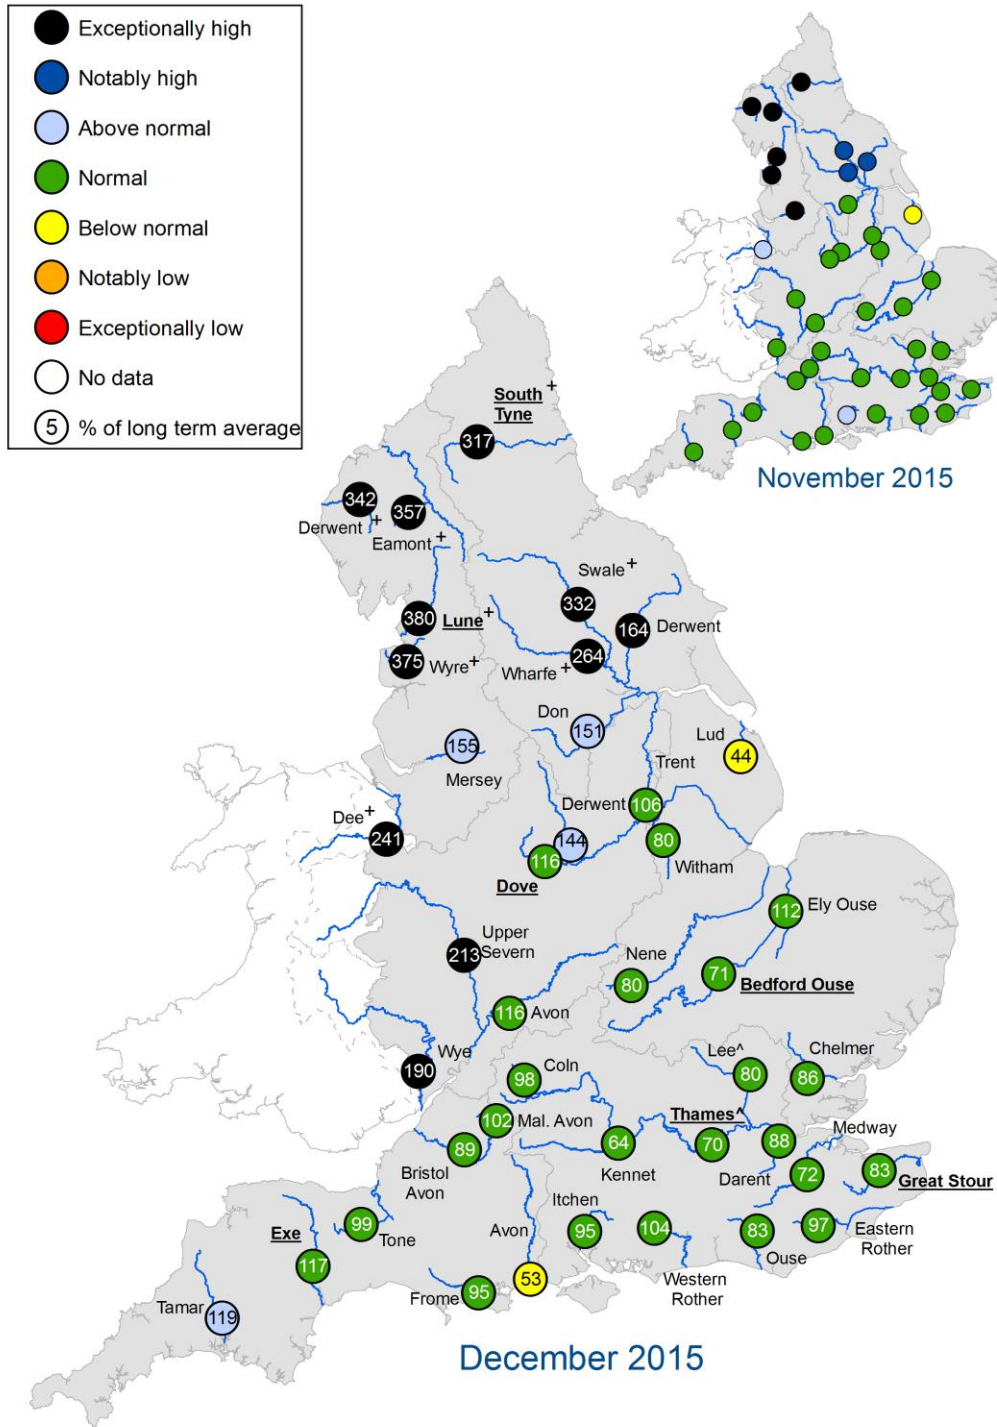 Exceptionally high
Notably high
Above normal
Normal
Below normal
Notably low
Exceptionally low
No data
5 % of long term average
November 2015
South +
Tyne
317
342
357
Derwent +
Eamont +
Swale +
332
380
Lune +
164
Derwent
375
Wyre +
Wharfe +
264
Don
151
Lud
44
155
Mersey
Trent
Derwent
106
Dee +
241
144
116
80
Dove
Witham
112
Ely Ouse
Upper
Severn
213
Nene
80
71
Bedford Ouse
116
Avon
Wye
190
Coln
98
Lee^
80
Chelmer
86
Thames^
102
Mal. Avon
Medway
89
64
70
88
Bristol
Avon
Kennet
Darent
72
83
Great Stour
Itchen
Exe
99
Tone
Avon
95
104
83
97
Eastern
Rother
Ouse
117
Western
Rother
53
Frome
95
Tamar
119
December 2015